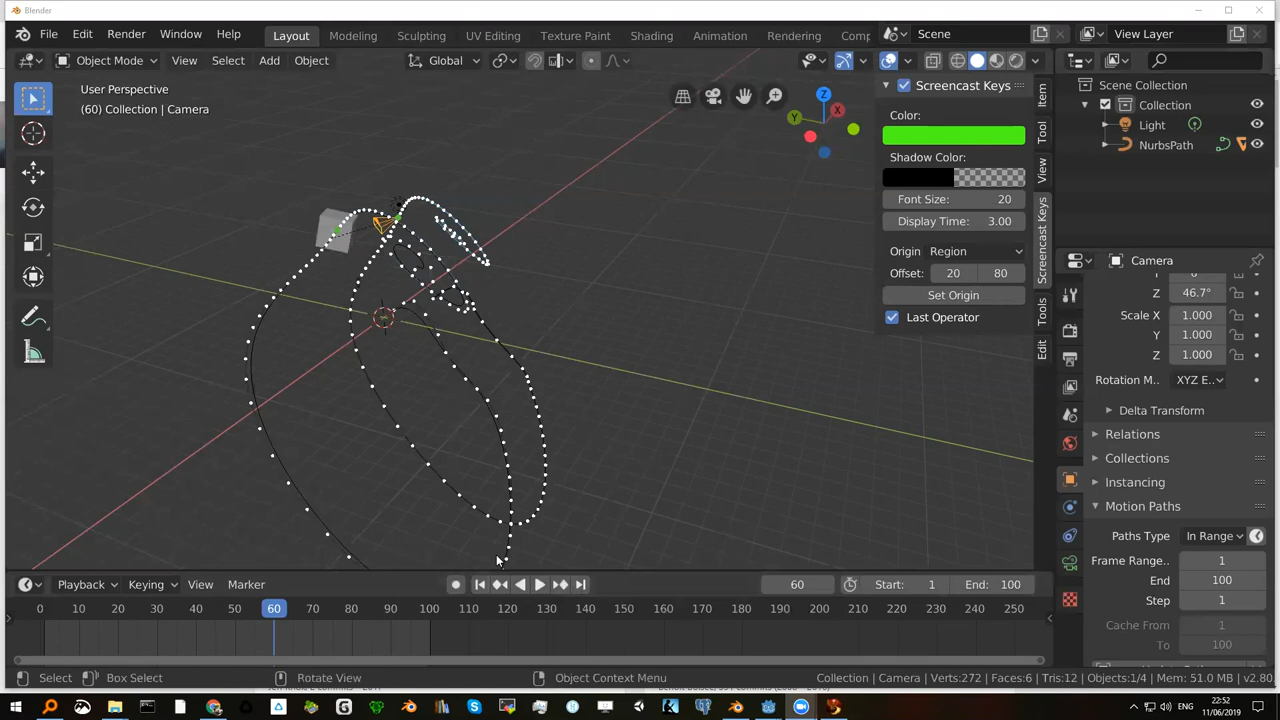 Blender
File Edit Render Window Help Layout Modeling Sculpting UV Editing Texture Paint Shading Animation Rendering Comp Scene View Layer
Object Mode View Select Add Object Global
User Perspective
(60) Collection | Camera
Z
X
Y
Screencast Keys
Color:
Shadow Color:
Font Size: 20
Display Time: 3.00
Origin Region
Offset: 20 80
Set Origin
Last Operator
Item
Tool
View
Screencast Keys
Tools
Edit
Scene Collection
Collection
Light
NurbsPath
Camera
Z 46.7°
Scale X 1.000
Y 1.000
Z 1.000
Rotation M.. XYZ E..
Delta Transform
Relations
Collections
Instancing
Motion Paths
Paths Type In Range
Frame Range.. 1
End 100
Step 1
Cache From 1
To 100
Playback Keying View Marker 60 Start: 1 End: 100
0 10 20 30 40 50 60 70 80 90 100 110 120 130 140 150 160 170 180 190 200 210 220 230 240 250
Select Box Select Rotate View Object Context Menu Collection | Camera | Verts:272 | Faces:6 | Tris:12 | Objects:1/4 | Mem: 51.0 MB | v2.80.
ENG 22:52
11/06/2019